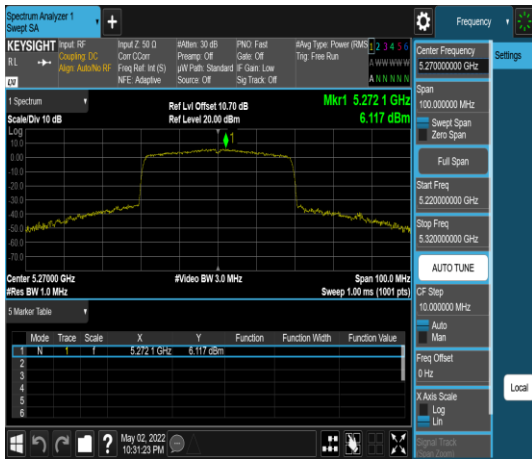 Spectrum Analyzer 1
Swept SA
+
Frequency
KEYSIGHT
RL
LXI
Input: RF
Coupling: DC
Align: Auto/No RF
Input Z: 50 Ω
Corr CCorr
Freq Ref: Int (S)
NFE: Adaptive
#Atten: 30 dB
Preamp: Off
µW Path: Standard
Source: Off
PNO: Fast
Gate: Off
IF Gain: Low
Sig Track: Off
#Avg Type: Power (RMS
Trig: Free Run
1 2 3 4 5 6
A W W W W W
A N N N N N
1 Spectrum
Scale/Div 10 dB
Ref Lvl Offset 10.70 dB
Ref Level 20.00 dBm
Mkr1 5.272 1 GHz
6.117 dBm
Log
10.0
0.00
-10.0
-20.0
-30.0
-40.0
-50.0
-60.0
-70.0
1
Center 5.27000 GHz
#Res BW 1.0 MHz
#Video BW 3.0 MHz
Span 100.0 MHz
Sweep 1.00 ms (1001 pts)
5 Marker Table
Mode Trace Scale X Y Function Function Width Function Value
1 N 1 f 5.272 1 GHz 6.117 dBm
2
3
4
5
6
May 02, 2022
10:31:23 PM
Center Frequency
5.270000000 GHz
Span
100.000000 MHz
Swept Span
Zero Span
Full Span
Start Freq
5.220000000 GHz
Stop Freq
5.320000000 GHz
AUTO TUNE
CF Step
10.000000 MHz
Auto
Man
Freq Offset
0 Hz
X Axis Scale
Log
Lin
Signal Track
(Span Zoom)
Settings
Local